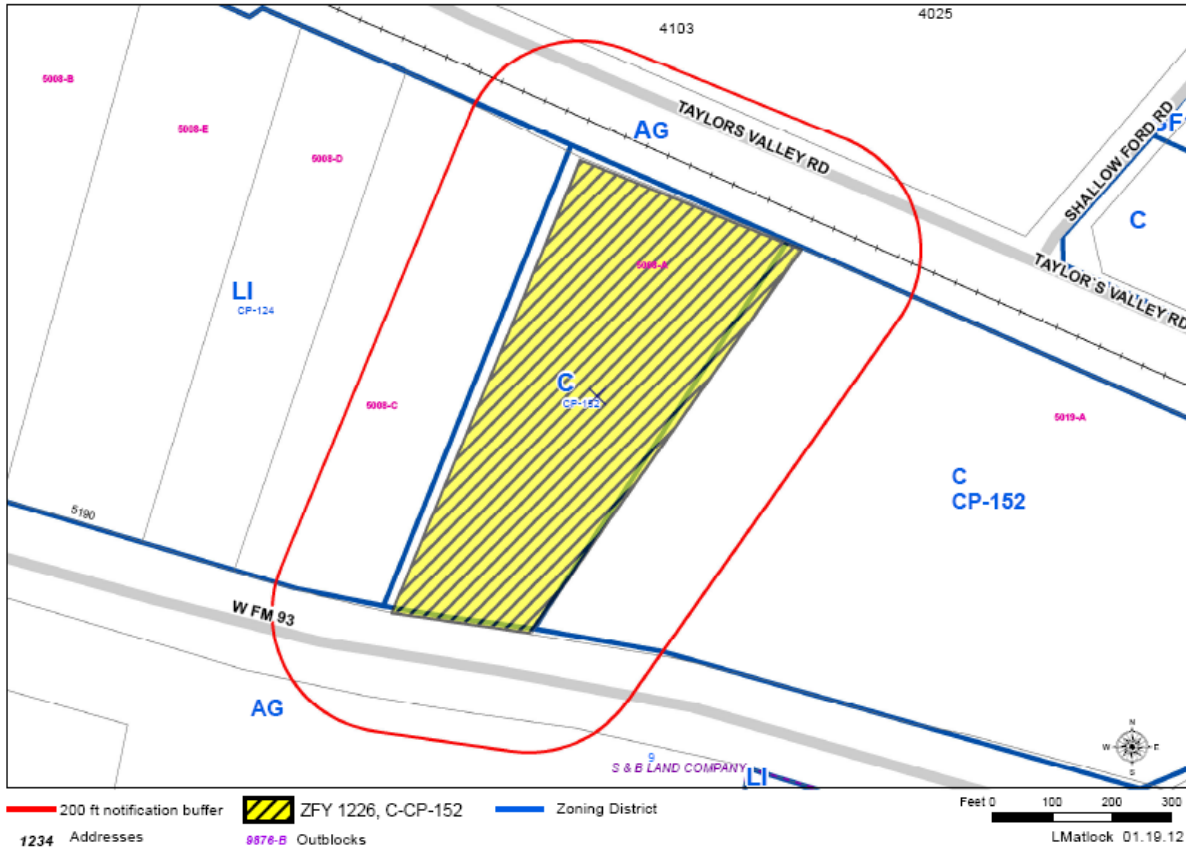 4103
4025
5008-B
5008-E
5008-D
AG
TAYLORS VALLEY RD
SHALLOW FORD RD
C
TAYLOR'S VALLEY RD
LI
CP-124
5008-A
5008-C
C
CP-152
5019-A
C
CP-152
5190
W FM 93
AG
9
S & B LAND COMPANY
LI
N
W
E
S
200 ft notification buffer
ZFY 1226, C-CP-152
Zoning District
Feet 0 100 200 300
1234 Addresses
9876-B Outblocks
LMatlock 01.19.12